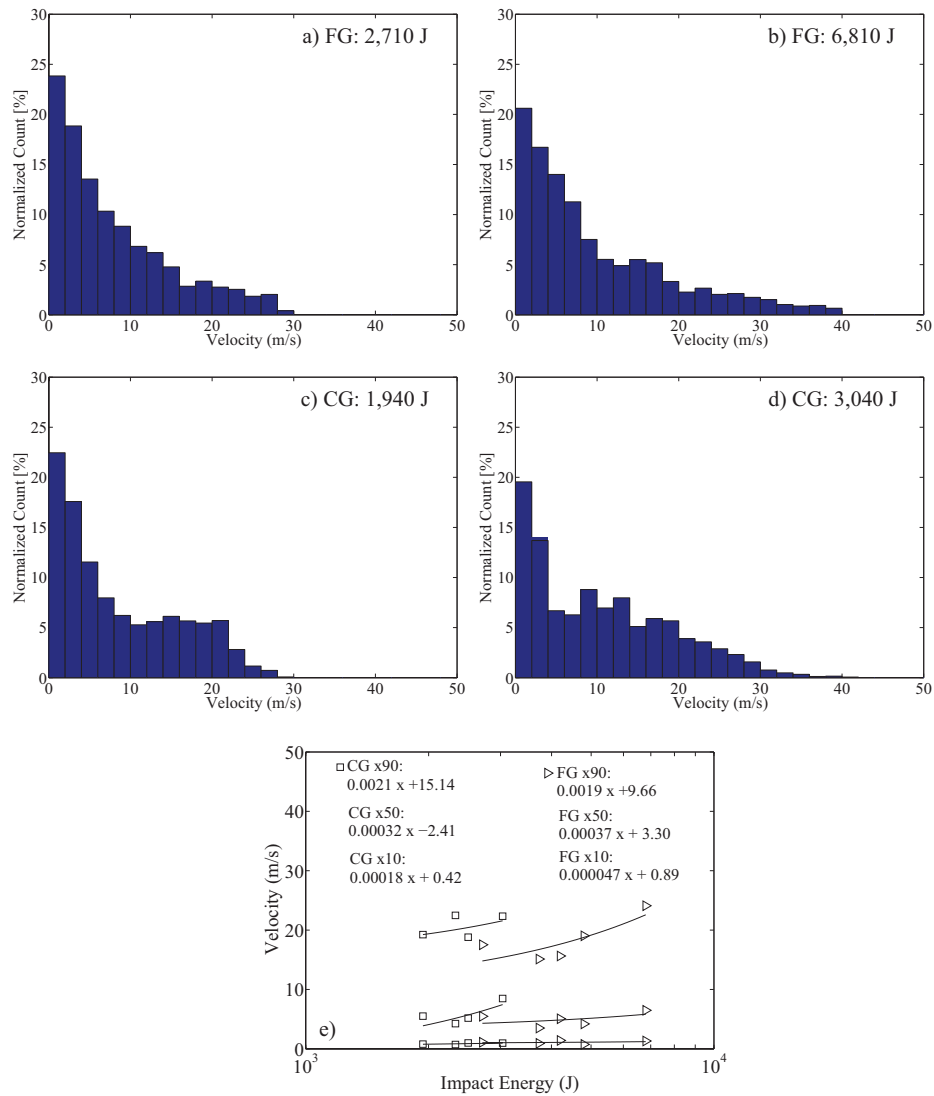 a) FG: 2,710 J
30
25
20
15
10
5
0
Normalized Count [%]
0 10 20 30 40 50
Velocity (m/s)
b) FG: 6,810 J
30
25
20
15
10
5
0
Normalized Count [%]
0 10 20 30 40 50
Velocity (m/s)
c) CG: 1,940 J
30
25
20
15
10
5
0
Normalized Count [%]
0 10 20 30 40 50
Velocity (m/s)
d) CG: 3,040 J
30
25
20
15
10
5
0
Normalized Count [%]
0 10 20 30 40 50
Velocity (m/s)
50
40
30
20
10
0
Velocity (m/s)
CG x90:
0.0021 x +15.14
CG x50:
0.00032 x −2.41
CG x10:
0.00018 x + 0.42
FG x90:
0.0019 x +9.66
FG x50:
0.00037 x + 3.30
FG x10:
0.000047 x + 0.89
e)
10³ 10⁴
Impact Energy (J)